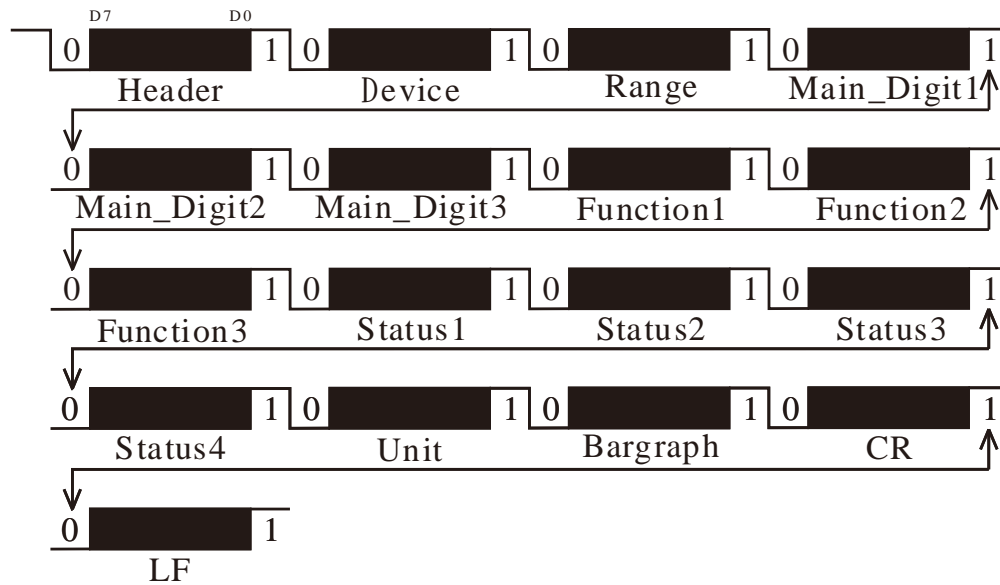 D7 D0
0 1 0 1 0 1 0 1
Header Device Range Main_Digit1
0 1 0 1 0 1 0 1
Main_Digit2 Main_Digit3 Function1 Function2
0 1 0 1 0 1 0 1
Function3 Status1 Status2 Status3
0 1 0 1 0 1 0 1
Status4 Unit Bargraph CR
0 1
LF